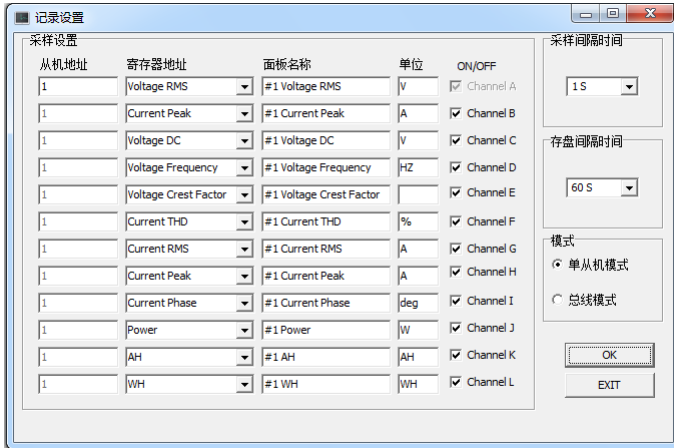 记录设置
采样设置
从机地址 寄存器地址 面板名称 单位 ON/OFF
1 Voltage RMS #1 Voltage RMS V Channel A
1 Current Peak #1 Current Peak A Channel B
1 Voltage DC #1 Voltage DC V Channel C
1 Voltage Frequency #1 Voltage Frequency HZ Channel D
1 Voltage Crest Factor #1 Voltage Crest Factor Channel E
1 Current THD #1 Current THD % Channel F
1 Current RMS #1 Current RMS A Channel G
1 Current Peak #1 Current Peak A Channel H
1 Current Phase #1 Current Phase deg Channel I
1 Power #1 Power W Channel J
1 AH #1 AH AH Channel K
1 WH #1 WH WH Channel L
采样间隔时间
1 S
存盘间隔时间
60 S
模式
单从机模式
总线模式
OK
EXIT